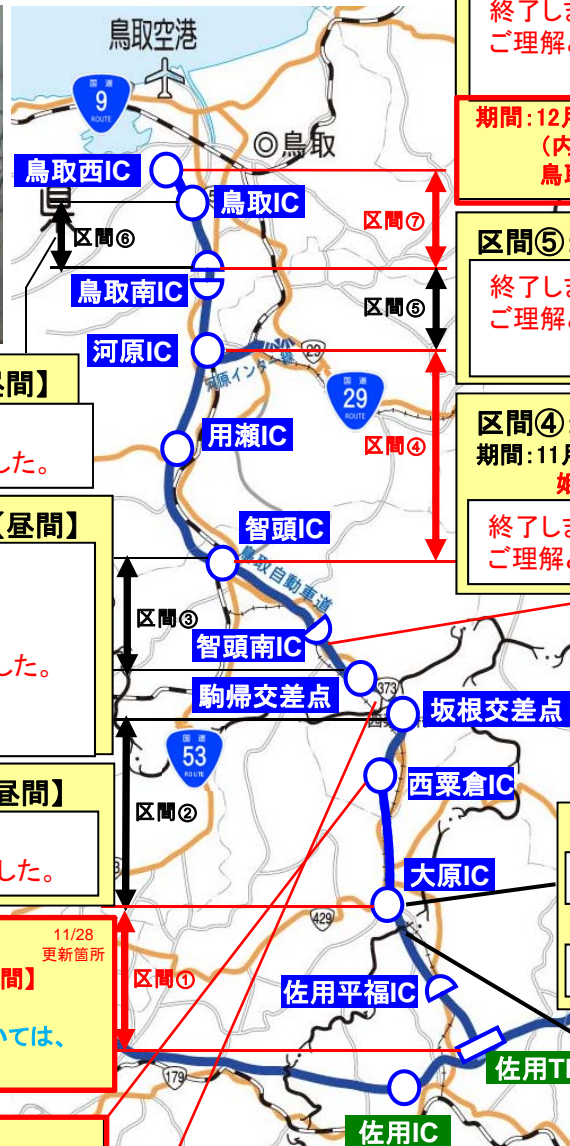 鳥取空港
国道
9
ROUTE
◎鳥取
鳥取西IC
県
鳥取IC
区間⑥
区間⑦
鳥取南IC
区間⑤
河原IC
29
河原インター線
国道
29
ROUTE
用瀬IC
区間④
智頭IC
鳥取自動車道
区間③
智頭南IC
駒帰交差点
373
坂根交差点
国道
53
ROUTE
西粟倉IC
区間②
大原IC
429
区間①
佐用平福IC
179
佐用IC
終了しま
ご理解
期間:12月
(内
鳥取
区間⑤
終了しま
ご理解
区間④
期間:11月
終了しま
ご理解
間】
した。
【昼間】
した。
昼間】
した。
11/28
更新箇所
間】
いては、
佐用T